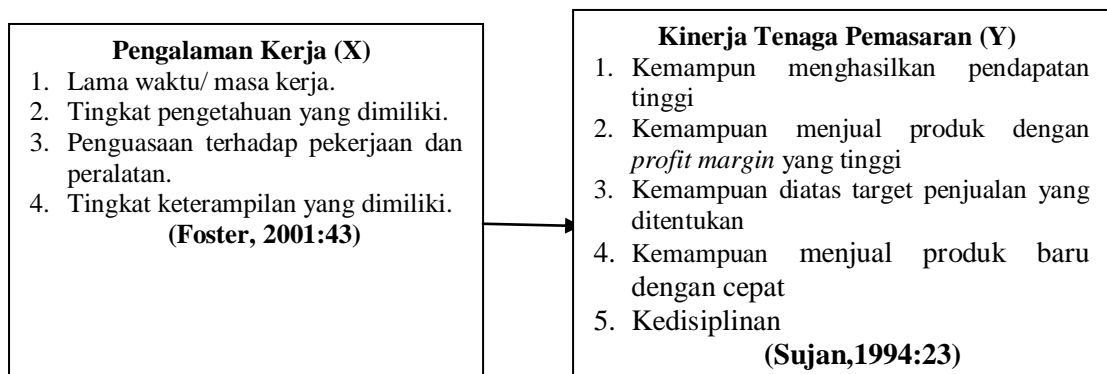 Pengalaman Kerja (X)
1. Lama waktu/ masa kerja.
2. Tingkat pengetahuan yang dimiliki.
3. Penguasaan terhadap pekerjaan dan
peralatan.
4. Tingkat keterampilan yang dimiliki.
(Foster, 2001:43)
Kinerja Tenaga Pemasaran (Y)
1. Kemampun menghasilkan pendapatan
tinggi
2. Kemampuan menjual produk dengan
profit margin yang tinggi
3. Kemampuan diatas target penjualan yang
ditentukan
4. Kemampuan menjual produk baru
dengan cepat
5. Kedisiplinan
(Sujan,1994:23)